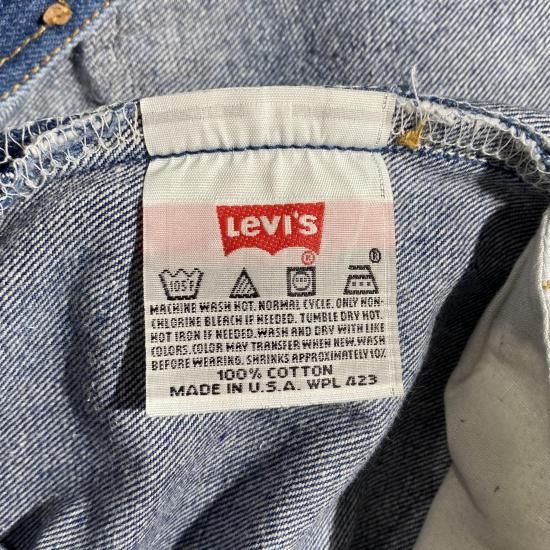 LEVI'S
®
105F
®
MACHINE WASH HOT. NORMAL CYCLE. ONLY NON-
CHLORINE BLEACH IF NEEDED. TUMBLE DRY HOT.
HOT IRON IF NEEDED. WASH AND DRY WITH LIKE
COLORS. COLOR MAY TRANSFER WHEN NEW. WASH
BEFORE WEARING. SHRINKS APPROXIMATELY 10%
100% COTTON
MADE IN U.S.A. WPL 423